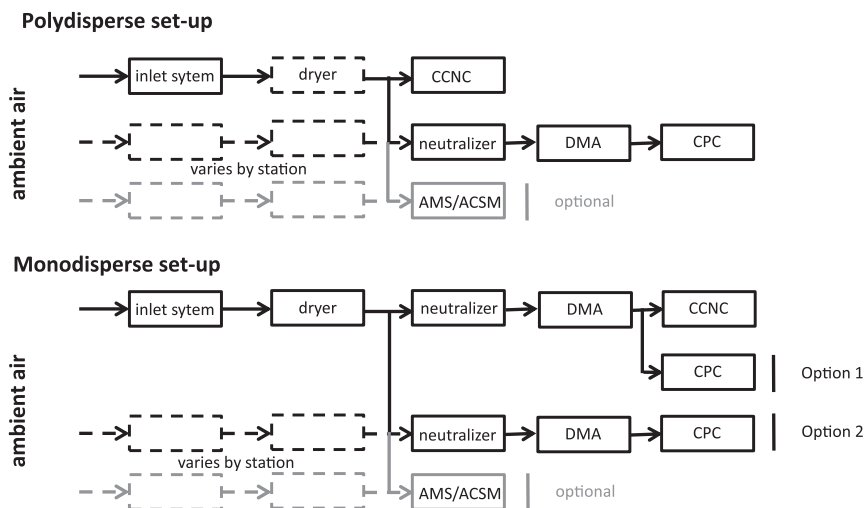 Polydisperse set-up
ambient air
inlet sytem
dryer
CCNC
neutralizer
DMA
CPC
varies by station
AMS/ACSM
optional
Monodisperse set-up
ambient air
inlet sytem
dryer
neutralizer
DMA
CCNC
CPC
Option 1
neutralizer
DMA
CPC
Option 2
varies by station
AMS/ACSM
optional